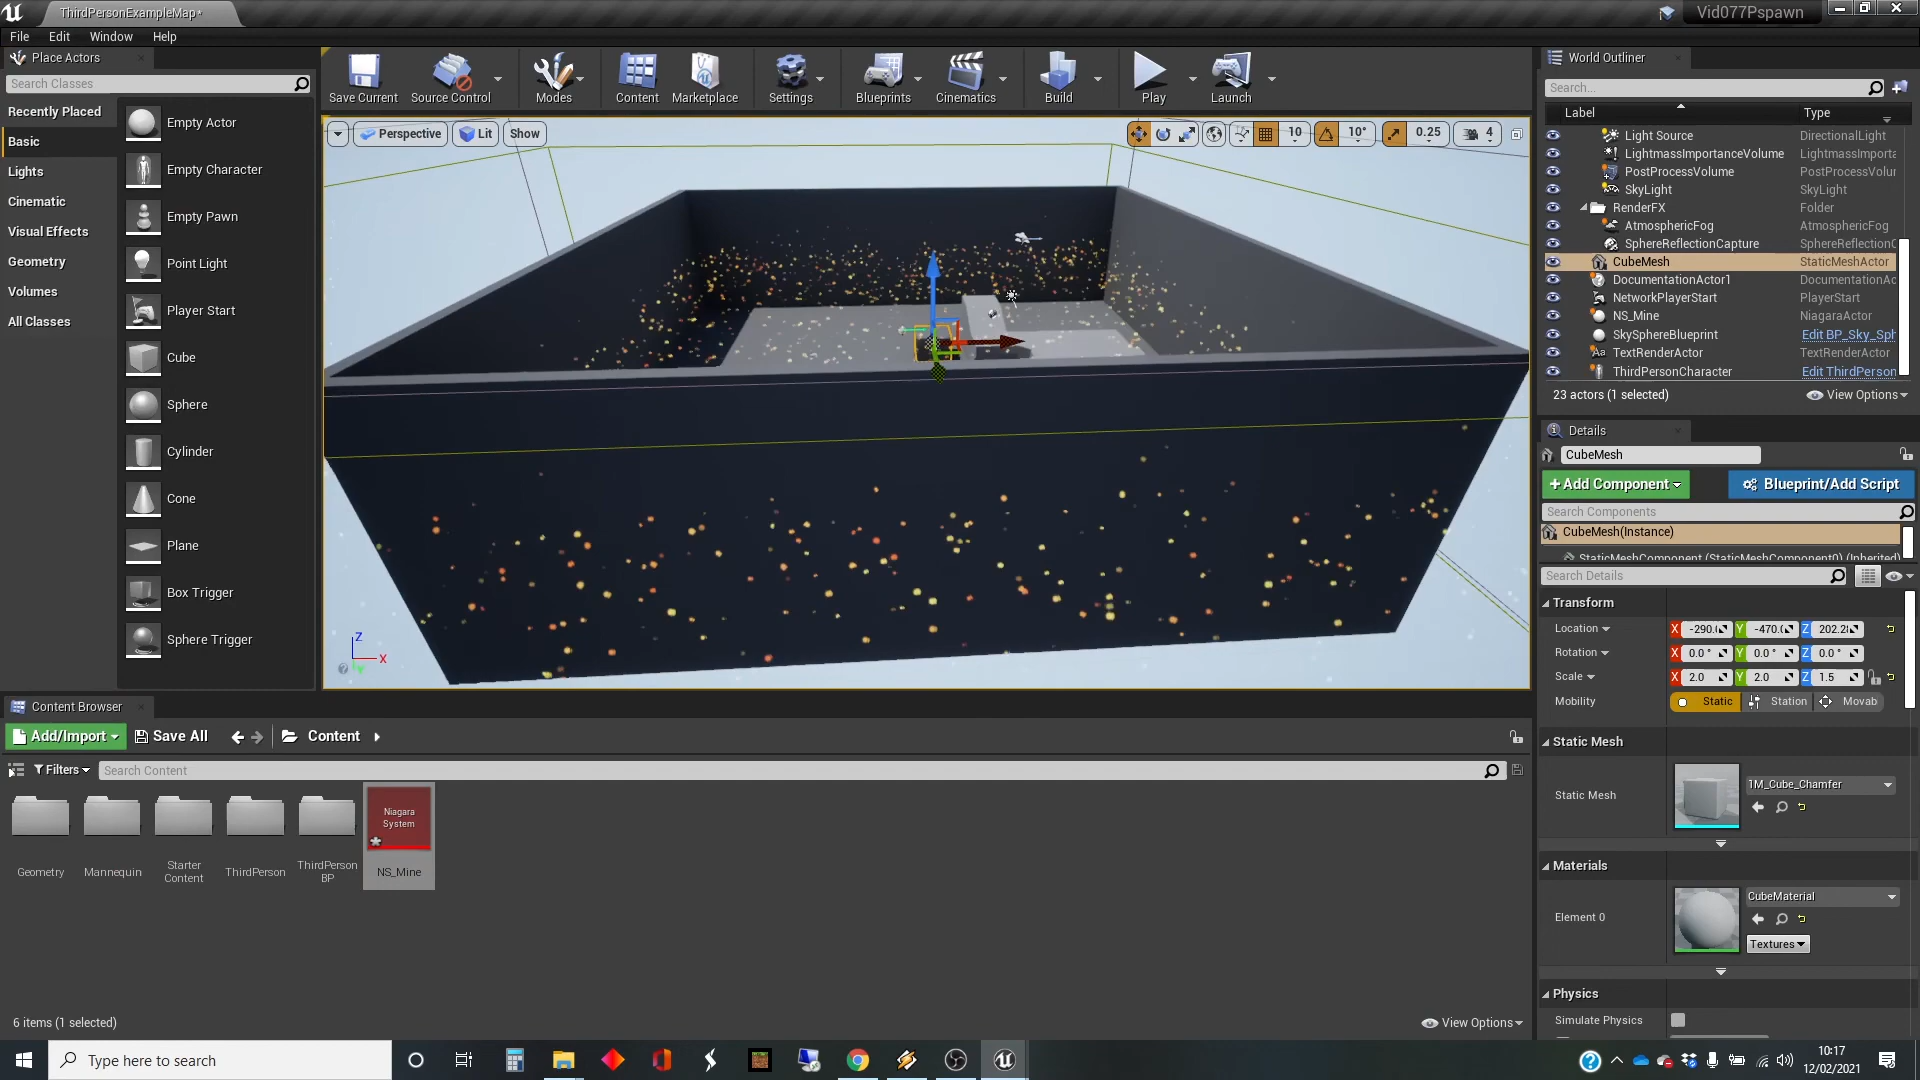 ThirdPersonExampleMap*
Vid077Pspawn
File Edit Window Help
Place Actors
Search Classes
Recently Placed
Basic
Lights
Cinematic
Visual Effects
Geometry
Volumes
All Classes
Empty Actor
Empty Character
Empty Pawn
Point Light
Player Start
Cube
Sphere
Cylinder
Cone
Plane
Box Trigger
Sphere Trigger
Save Current Source Control Modes Content Marketplace Settings Blueprints Cinematics Build Play Launch
Perspective Lit Show 10 10° 0.25 4
Z
X
World Outliner
Search...
Label Type
Light Source DirectionalLight
LightmassImportanceVolume LightmassImporta
PostProcessVolume PostProcessVolur
SkyLight SkyLight
RenderFX Folder
AtmosphericFog AtmosphericFog
SphereReflectionCapture SphereReflectionC
CubeMesh StaticMeshActor
DocumentationActor1 DocumentationAc
NetworkPlayerStart PlayerStart
NS_Mine NiagaraActor
SkySphereBlueprint Edit BP_Sky_Sph
TextRenderActor TextRenderActor
ThirdPersonCharacter Edit ThirdPerson
23 actors (1 selected) View Options
Details
CubeMesh
+Add Component Blueprint/Add Script
Search Components
CubeMesh(Instance)
StaticMeshComponent (StaticMeshComponent0) (Inherited)
Search Details
Transform
Location X -290.( Y -470.( Z 202.2
Rotation X 0.0 ° Y 0.0 ° Z 0.0 °
Scale X 2.0 Y 2.0 Z 1.5
Mobility Static Station Movab
Static Mesh
Static Mesh 1M_Cube_Chamfer
Materials
Element 0 CubeMaterial
Textures
Physics
Simulate Physics
Content Browser
Add/Import Save All Content
Filters Search Content
Niagara
System
Geometry
Mannequin
Starter
Content
ThirdPerson
ThirdPerson
BP
NS_Mine
6 items (1 selected) View Options
Type here to search
10:17
12/02/2021